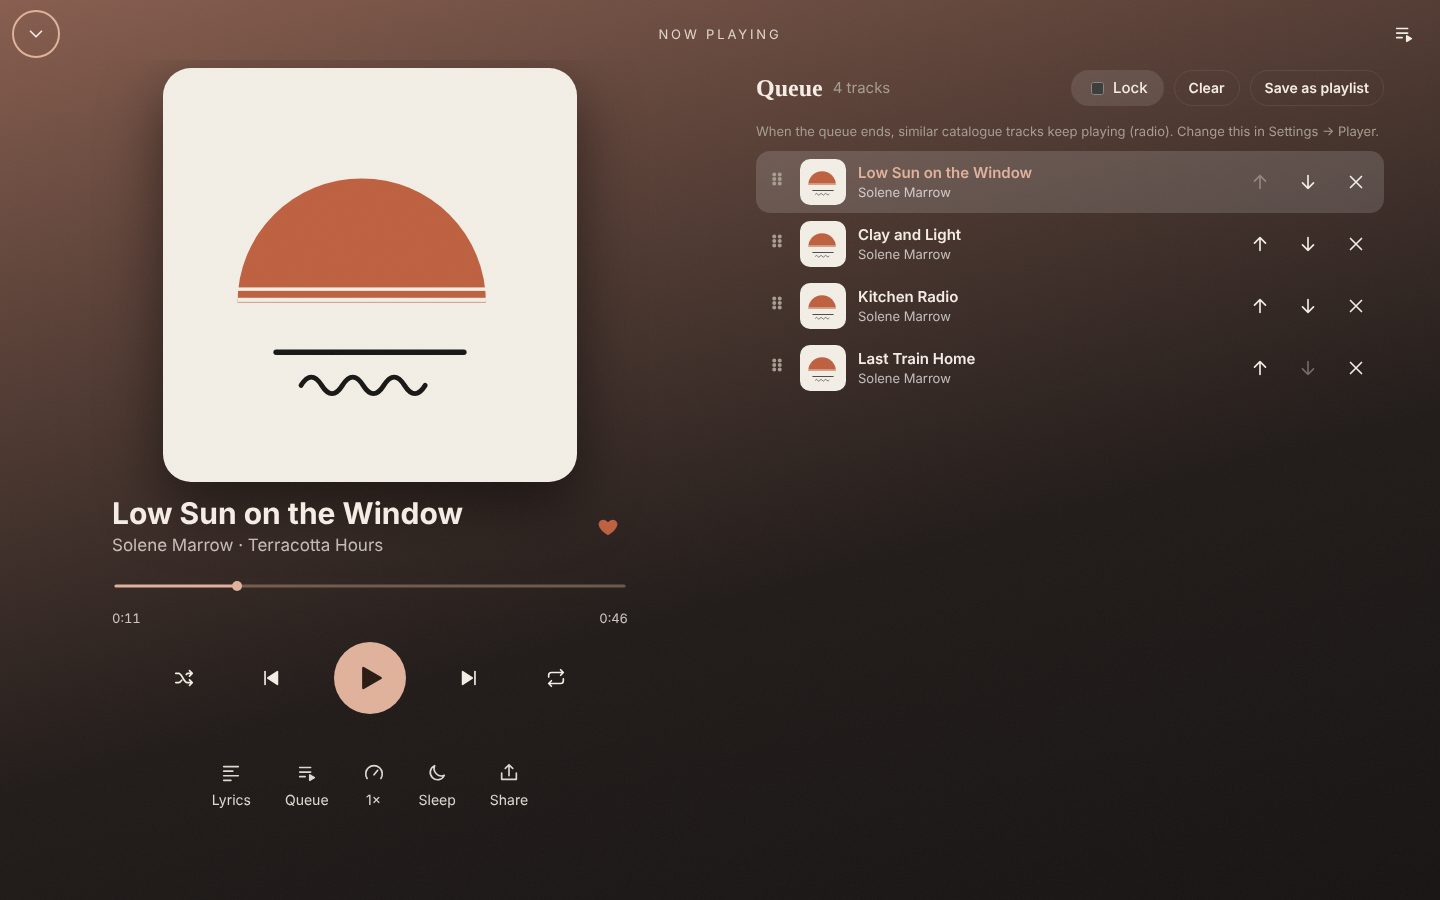 NOW PLAYING
Low Sun on the Window
Solene Marrow · Terracotta Hours
0:11
0:46
Lyrics
Queue
1×
Sleep
Share
Queue 4 tracks
Lock
Clear
Save as playlist
When the queue ends, similar catalogue tracks keep playing (radio). Change this in Settings → Player.
Low Sun on the Window
Solene Marrow
Clay and Light
Solene Marrow
Kitchen Radio
Solene Marrow
Last Train Home
Solene Marrow